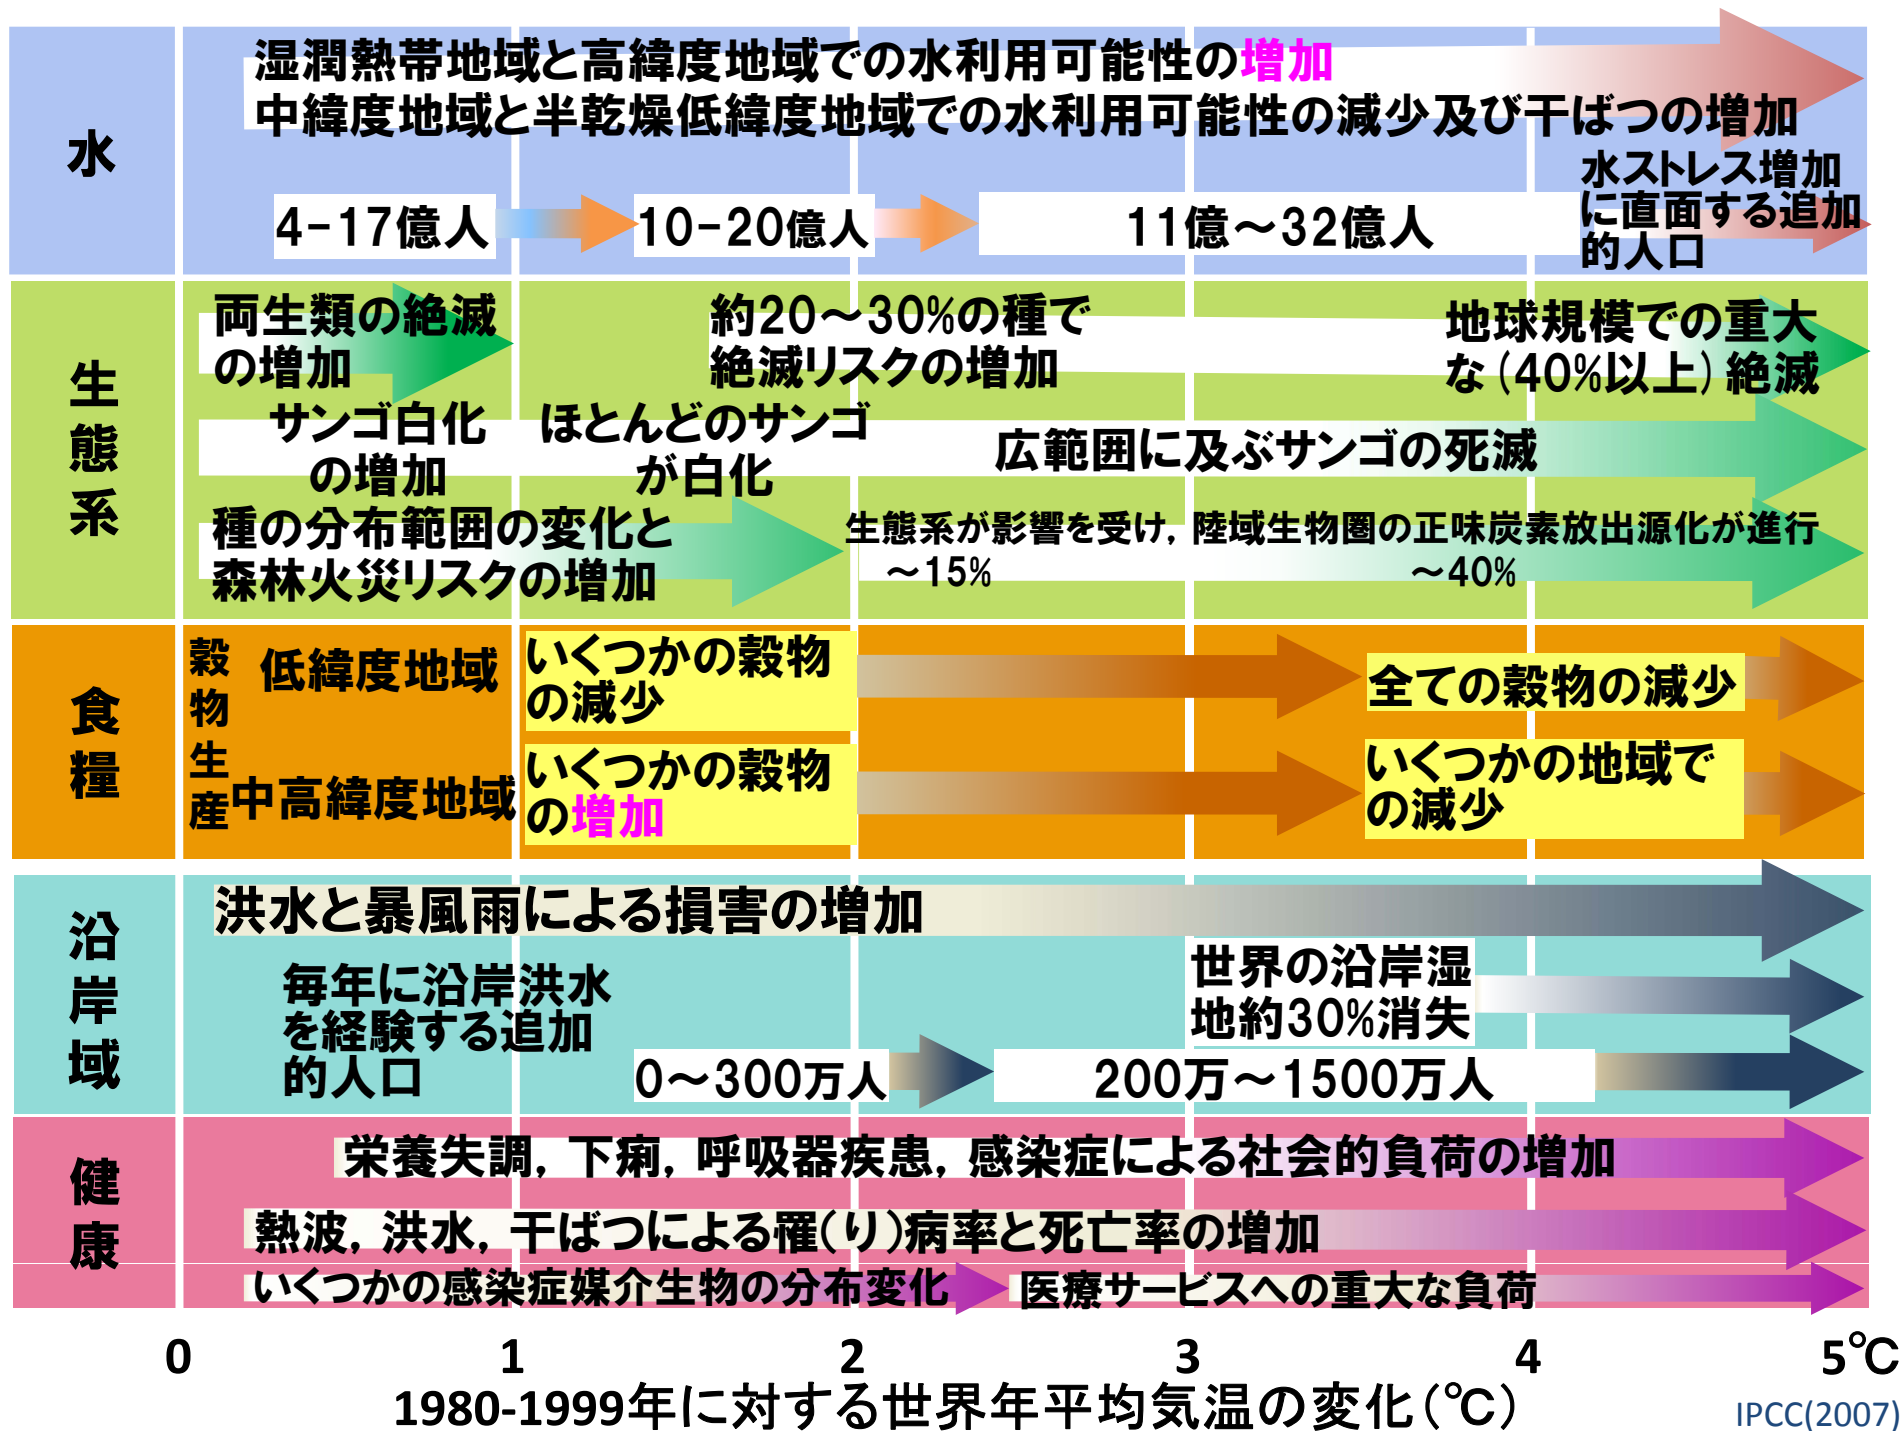 水
湿潤熱帯地域と高緯度地域での水利用可能性の増加
中緯度地域と半乾燥低緯度地域での水利用可能性の減少及び干ばつの増加
4-17億人
10-20億人
11億～32億人
水ストレス増加
に直面する追加
的人口
生態系
両生類の絶滅
の増加
約20～30%の種で
絶滅リスクの増加
地球規模での重大
な(40%以上)絶滅
サンゴ白化
の増加
ほとんどのサンゴ
が白化
広範囲に及ぶサンゴの死滅
種の分布範囲の変化と
森林火災リスクの増加
生態系が影響を受け, 陸域生物圏の正味炭素放出源化が進行
～15%
～40%
食糧
穀物生産
低緯度地域
いくつかの穀物
の減少
全ての穀物の減少
中高緯度地域
いくつかの穀物
の増加
いくつかの地域で
の減少
沿岸域
洪水と暴風雨による損害の増加
世界の沿岸湿
地約30%消失
毎年に沿岸洪水
を経験する追加
的人口
0～300万人
200万～1500万人
健康
栄養失調, 下痢, 呼吸器疾患, 感染症による社会的負荷の増加
熱波, 洪水, 干ばつによる罹(り)病率と死亡率の増加
いくつかの感染症媒介生物の分布変化
医療サービスへの重大な負荷
0 1 2 3 4 5℃
1980-1999年に対する世界年平均気温の変化(℃)
IPCC(2007)